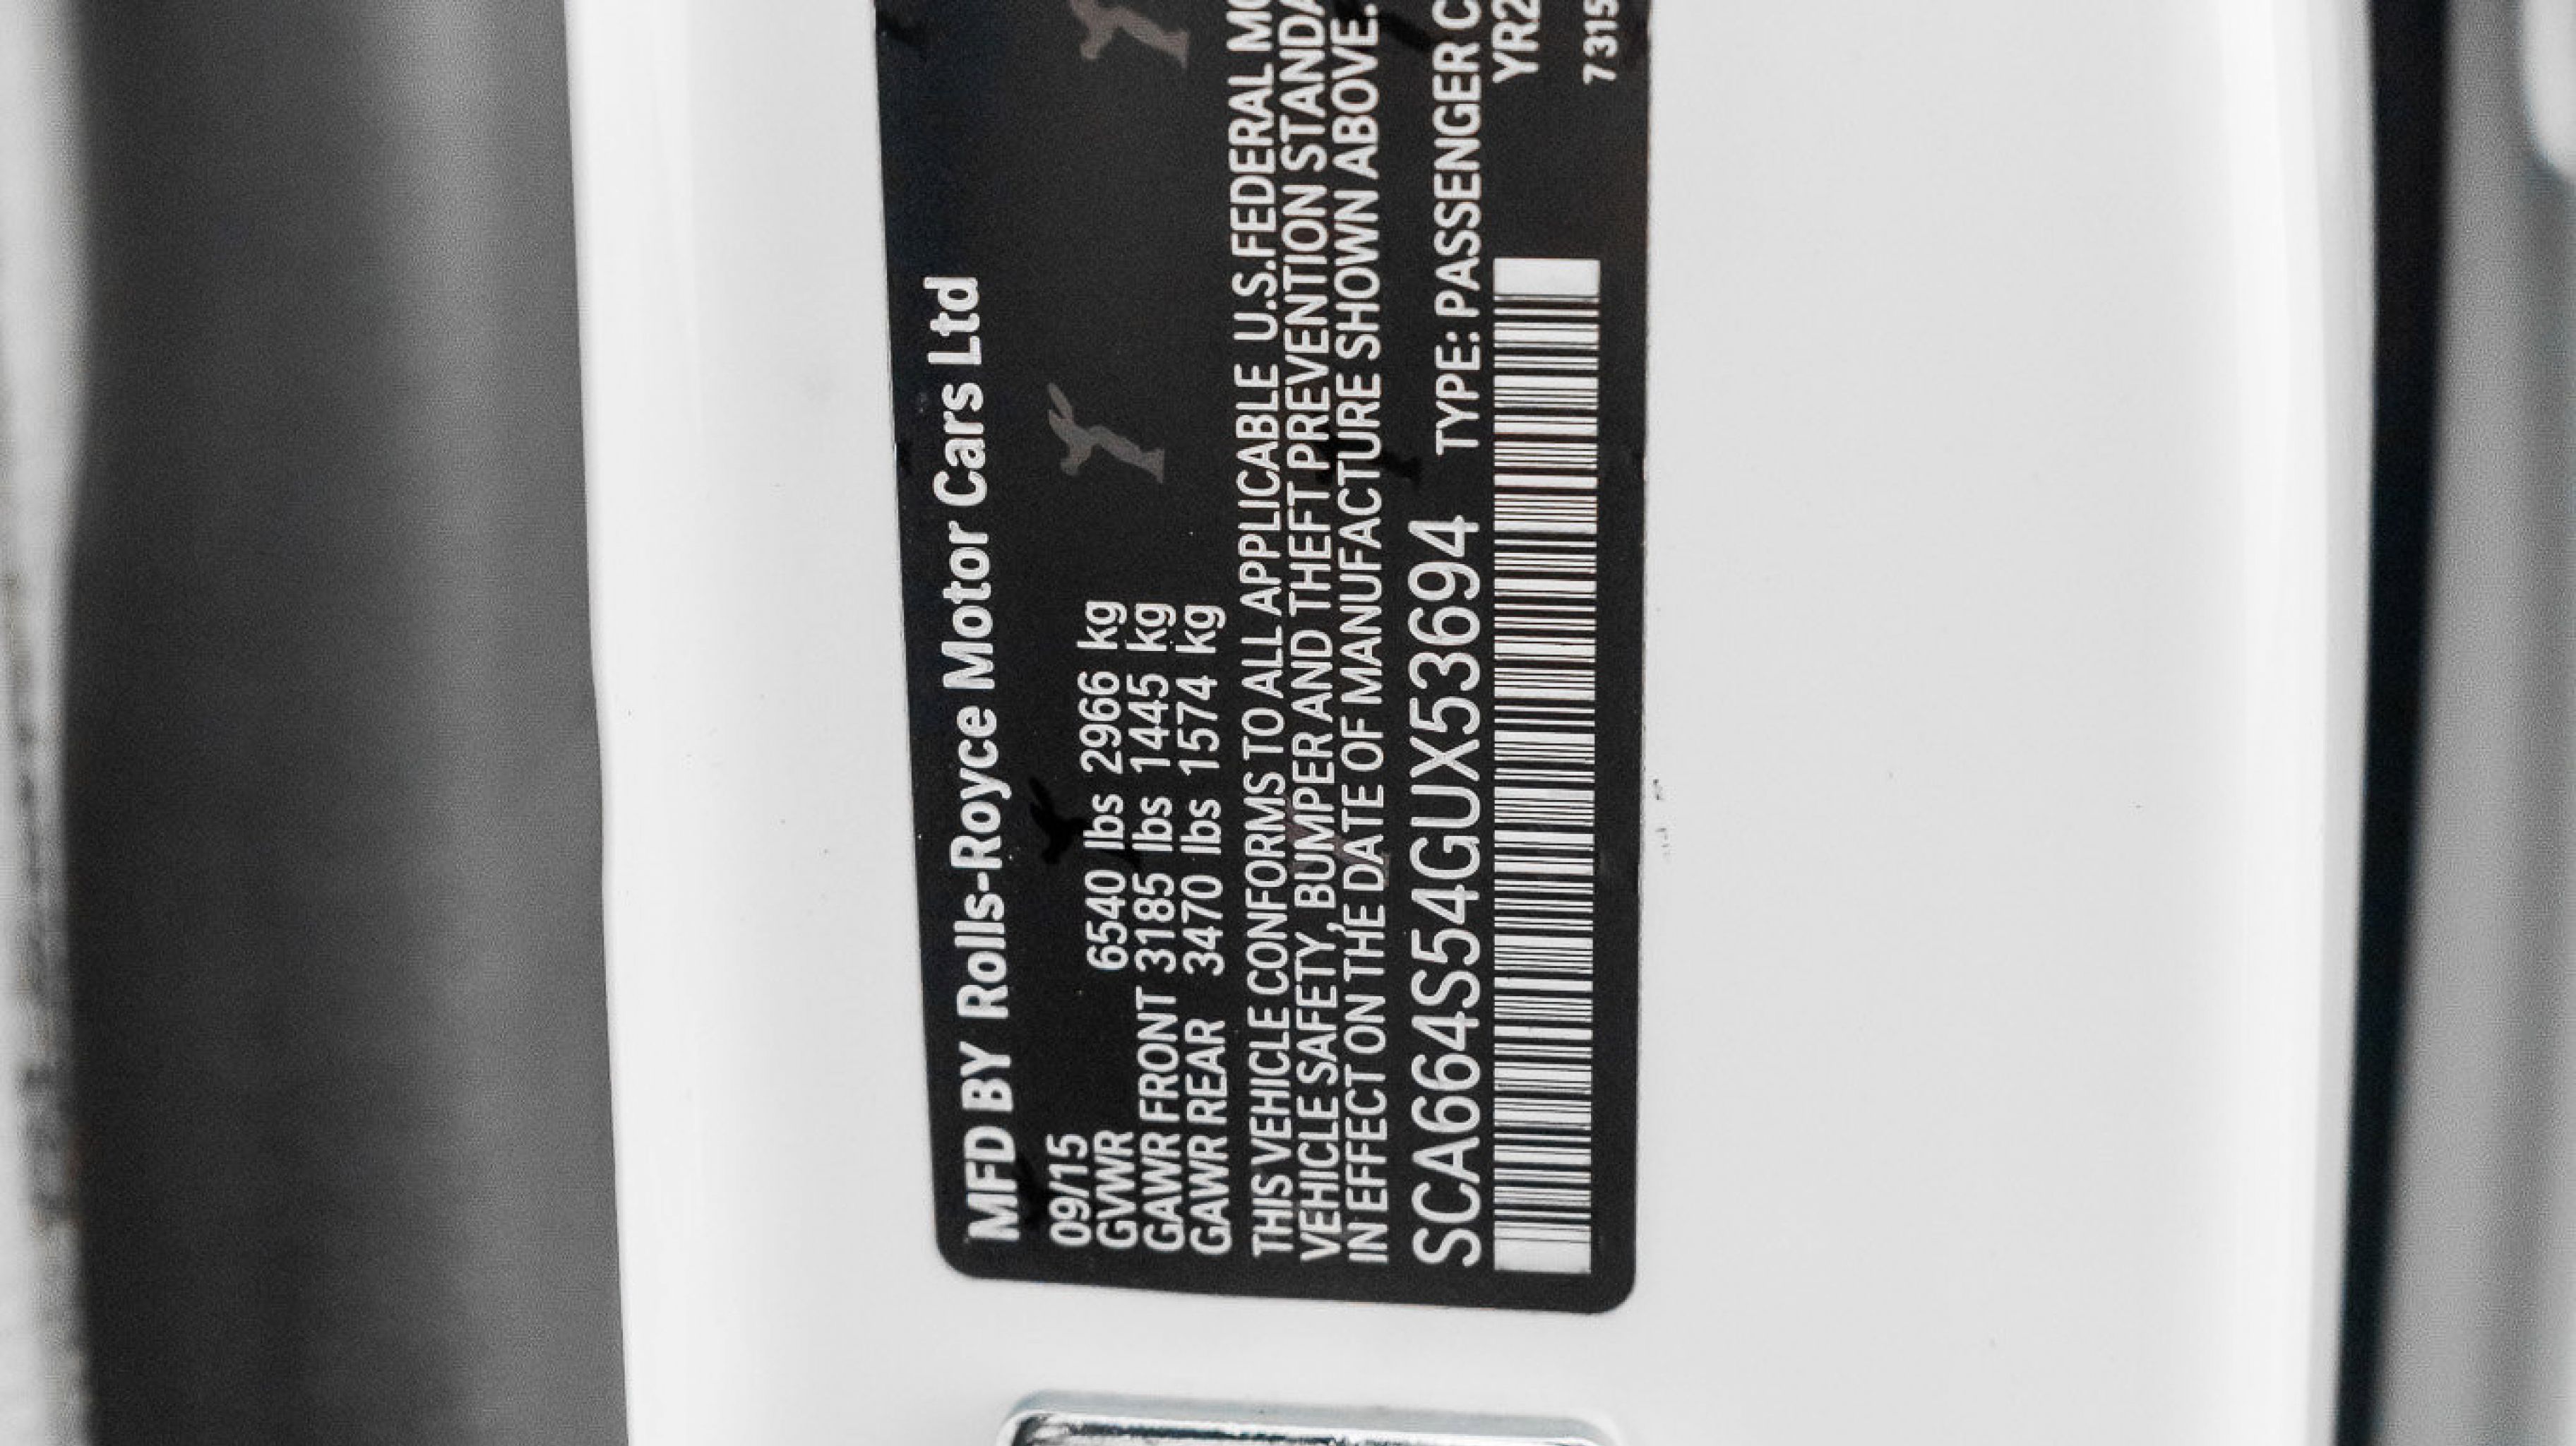 MFD BY Rolls-Royce Motor Cars Ltd
09/15
GVWR 6540 lbs 2966 kg
GAWR FRONT 3185 lbs 1445 kg
GAWR REAR 3470 lbs 1574 kg
THIS VEHICLE CONFORMS TO ALL APPLICABLE U.S.FEDERAL
VEHICLE SAFETY, BUMPER AND THEFT PREVENTION
IN EFFECT ON THE DATE OF MANUFACTURE SHOWN ABOVE.
SCA664S54GUX53694 TYPE: PASSENGER